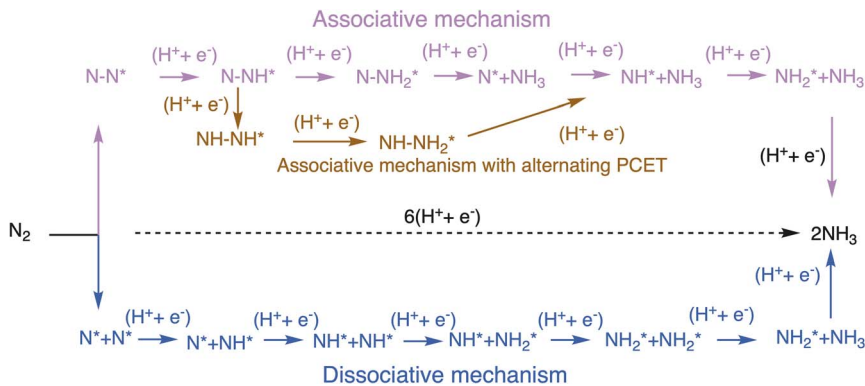 Associative mechanism
(H⁺+ e⁻) (H⁺+ e⁻) (H⁺+ e⁻) (H⁺+ e⁻) (H⁺+ e⁻)
N-N* N-NH* N-NH₂* N*+NH₃ NH*+NH₃ NH₂*+NH₃
(H⁺+ e⁻) (H⁺+ e⁻)
NH-NH* NH-NH₂* (H⁺+ e⁻)
Associative mechanism with alternating PCET
(H⁺+ e⁻)
6(H⁺+ e⁻)
N₂ 2NH₃
(H⁺+ e⁻)
(H⁺+ e⁻) (H⁺+ e⁻) (H⁺+ e⁻) (H⁺+ e⁻) (H⁺+ e⁻)
N*+N* N*+NH* NH*+NH* NH*+NH₂* NH₂*+NH₂* NH₂*+NH₃
Dissociative mechanism